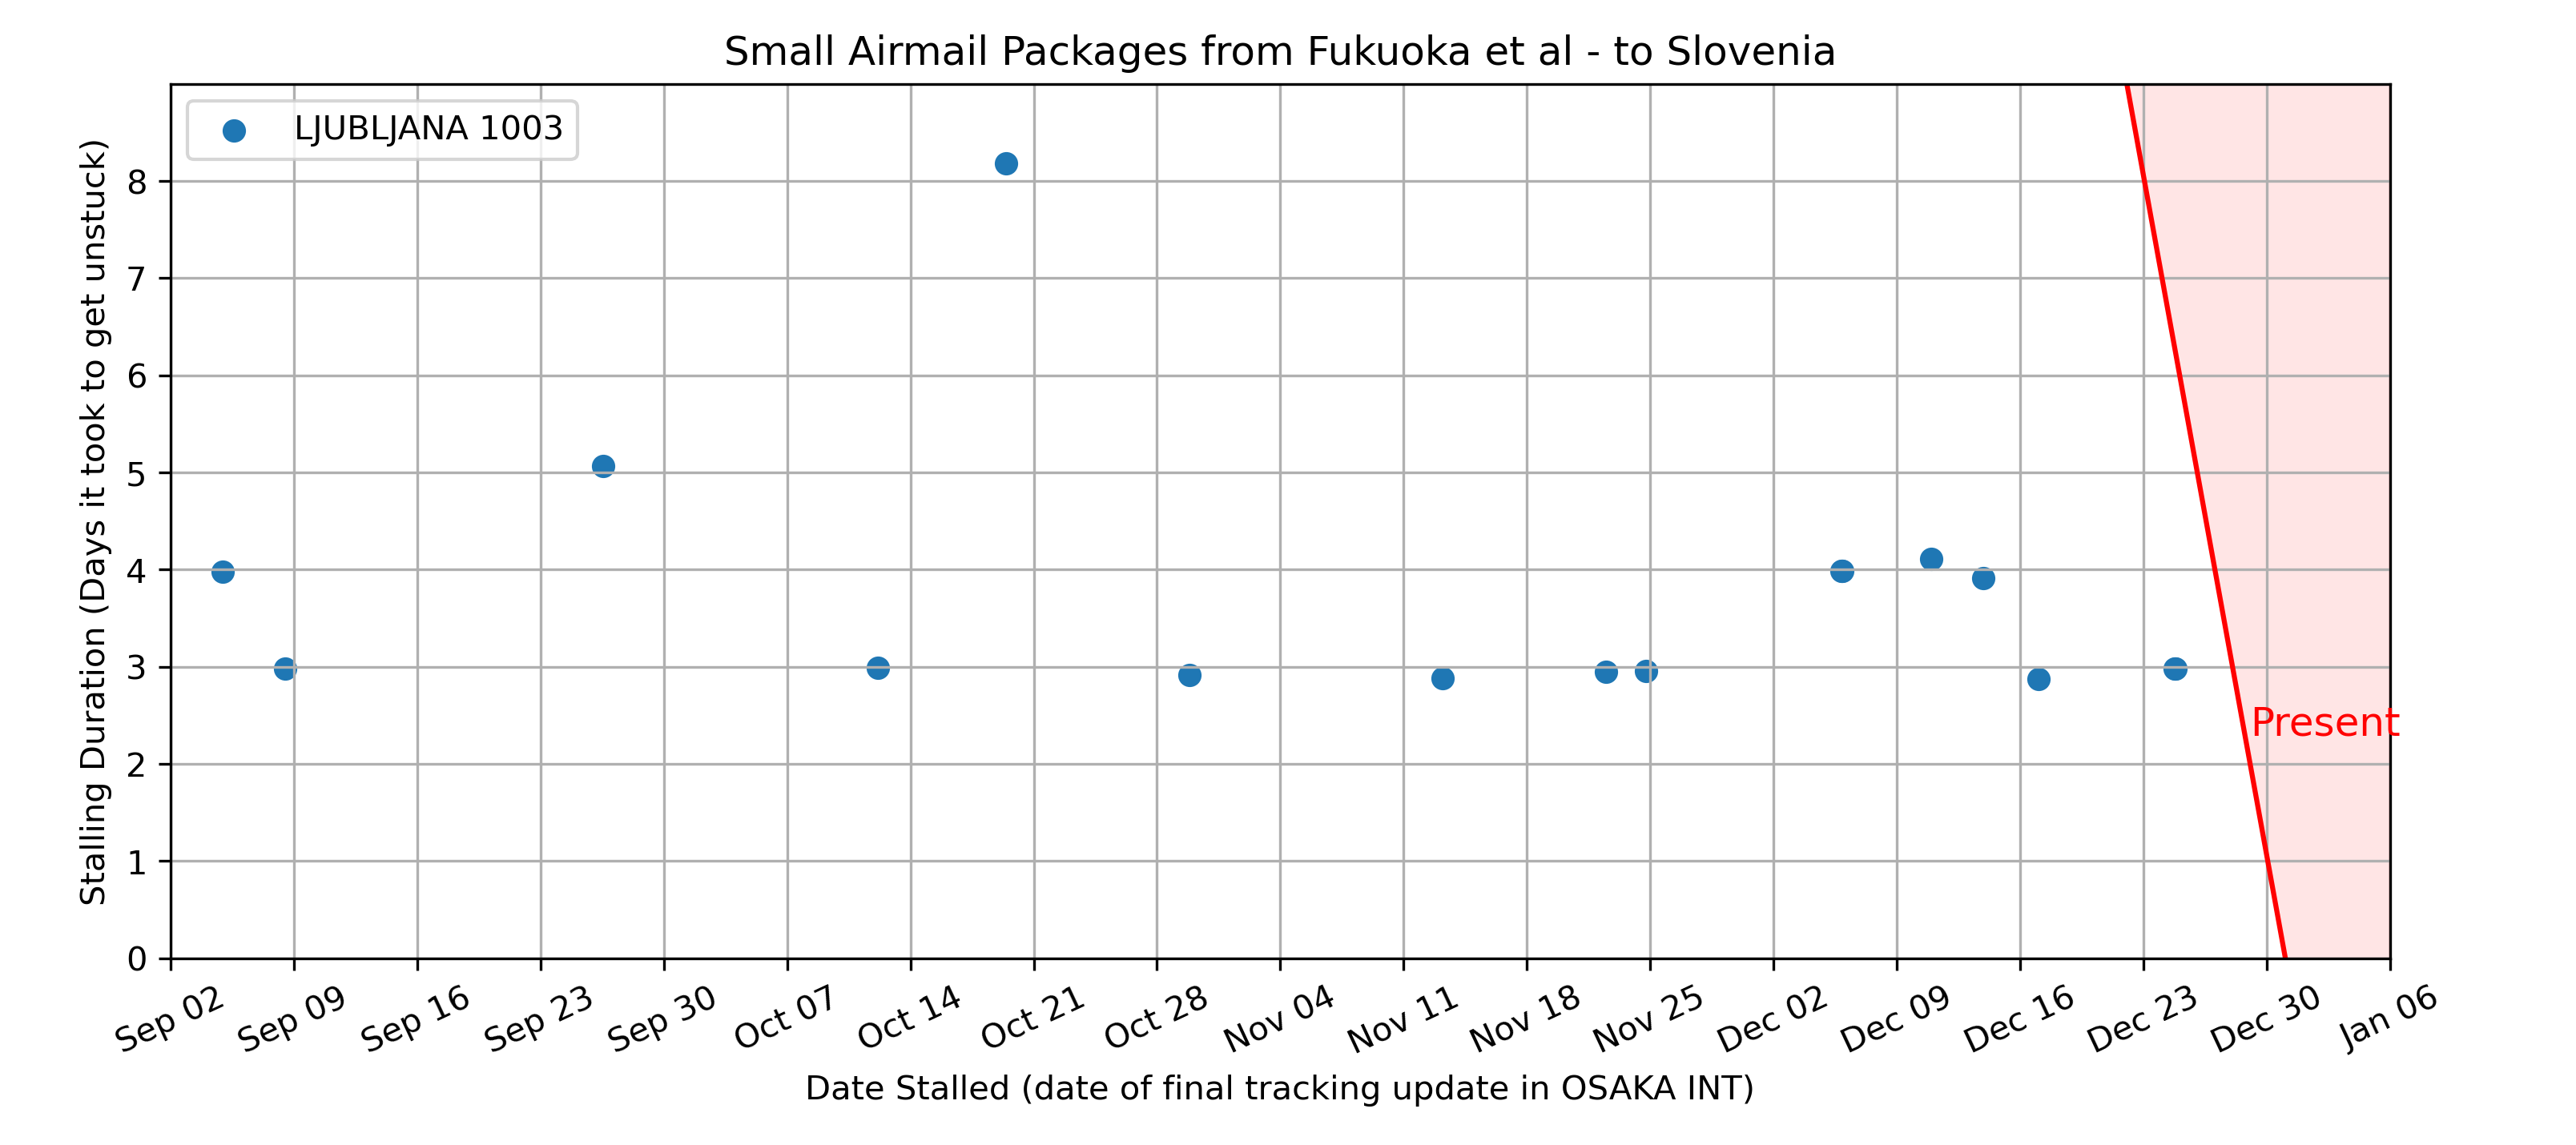 Small Airmail Packages from Fukuoka et al - to Slovenia
LJUBLJANA 1003
Stalling Duration (Days it took to get unstuck)
8
7
6
5
4
3
2
1
0
Present
Sep 02
Sep 09
Sep 16
Sep 23
Sep 30
Oct 07
Oct 14
Oct 21
Oct 28
Nov 04
Nov 11
Nov 18
Nov 25
Dec 02
Dec 09
Dec 16
Dec 23
Dec 30
Jan 06
Date Stalled (date of final tracking update in OSAKA INT)